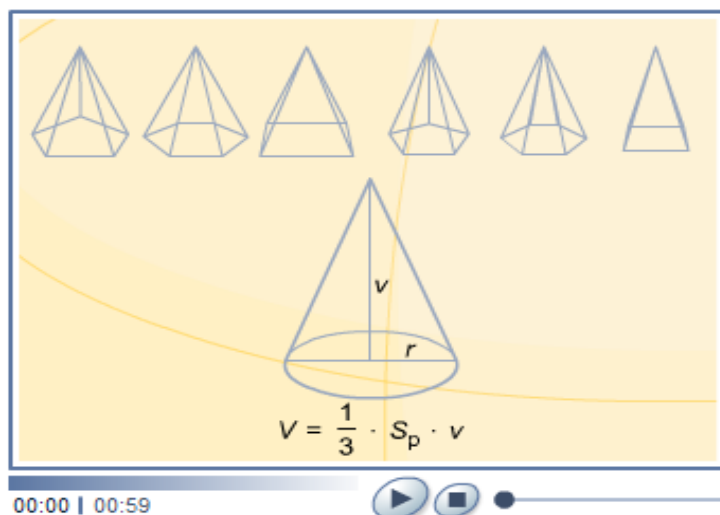 v
r
V = 1/3 · Sp · v
00:00 | 00:59